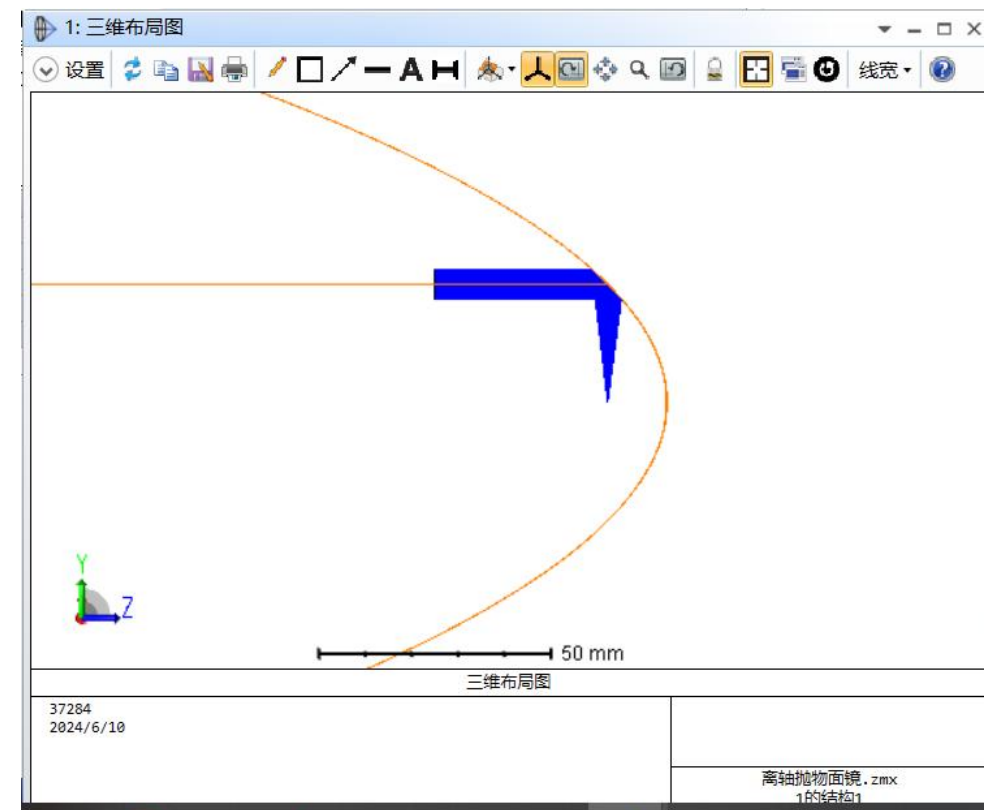 1: 三维布局图
设置
A
线宽
Y
Z
50 mm
三维布局图
37284
2024/6/10
离轴抛物面镜.zmx
1的结构1